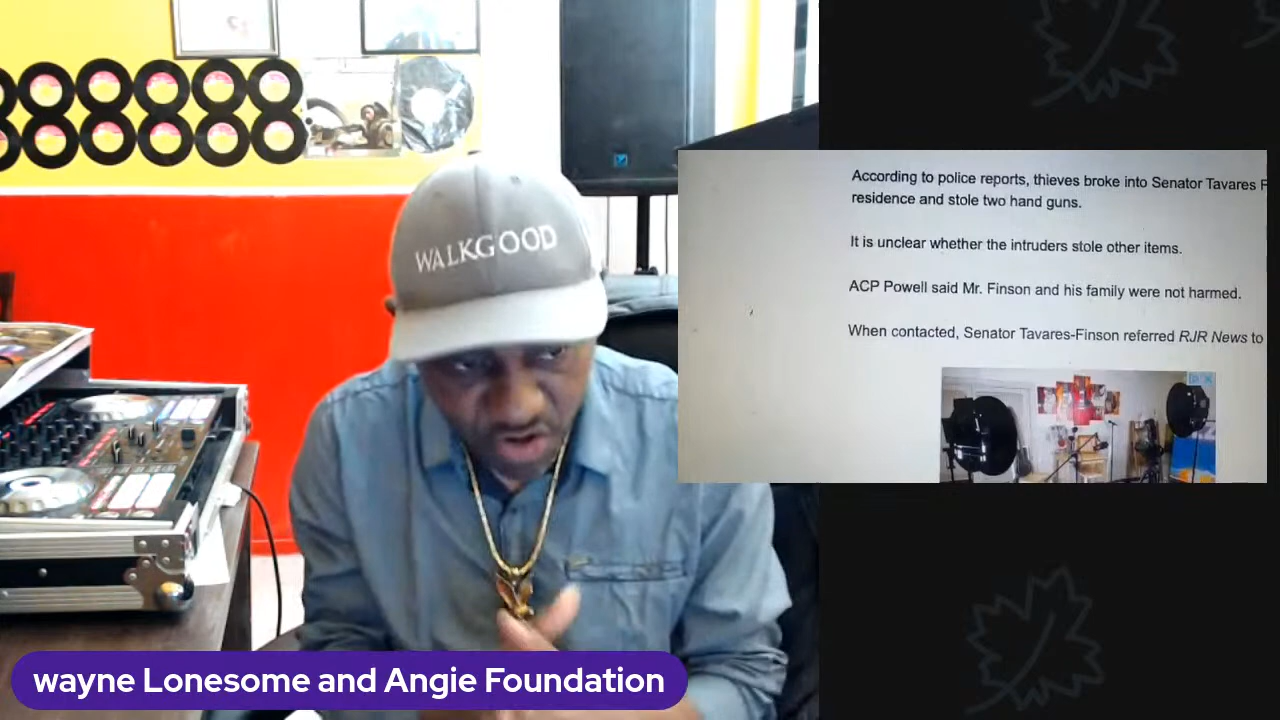 WALKGOOD
According to police reports, thieves broke into Senator Tavares F
residence and stole two hand guns.
It is unclear whether the intruders stole other items.
ACP Powell said Mr. Finson and his family were not harmed.
When contacted, Senator Tavares-Finson referred RJR News to
wayne Lonesome and Angie Foundation